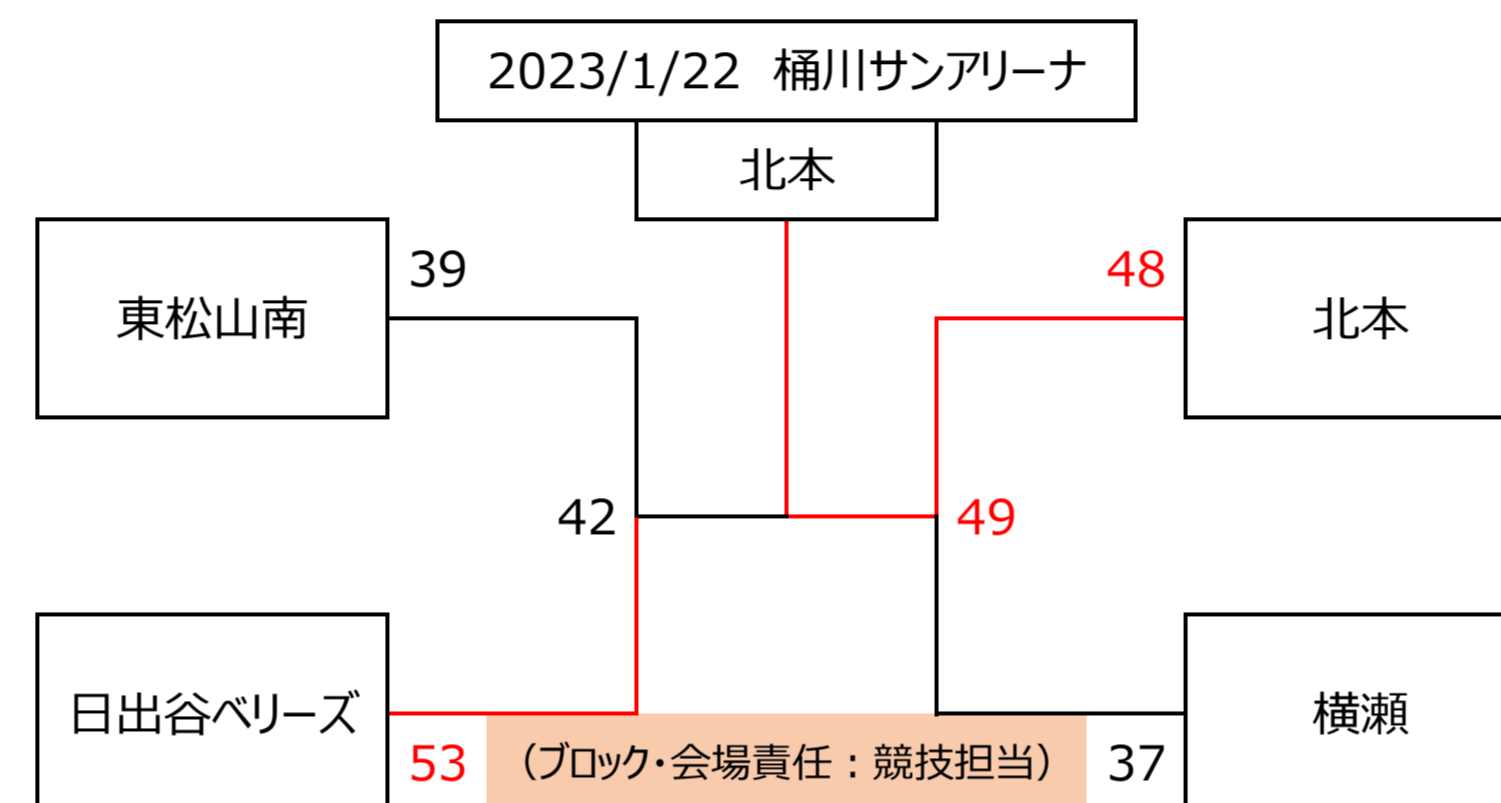 2023/1/22 桶川サンアリーナ
北本
39
48
東松山南
北本
42
49
日出谷ベリーズ
横瀬
53
（ブロック・会場責任：競技担当）
37